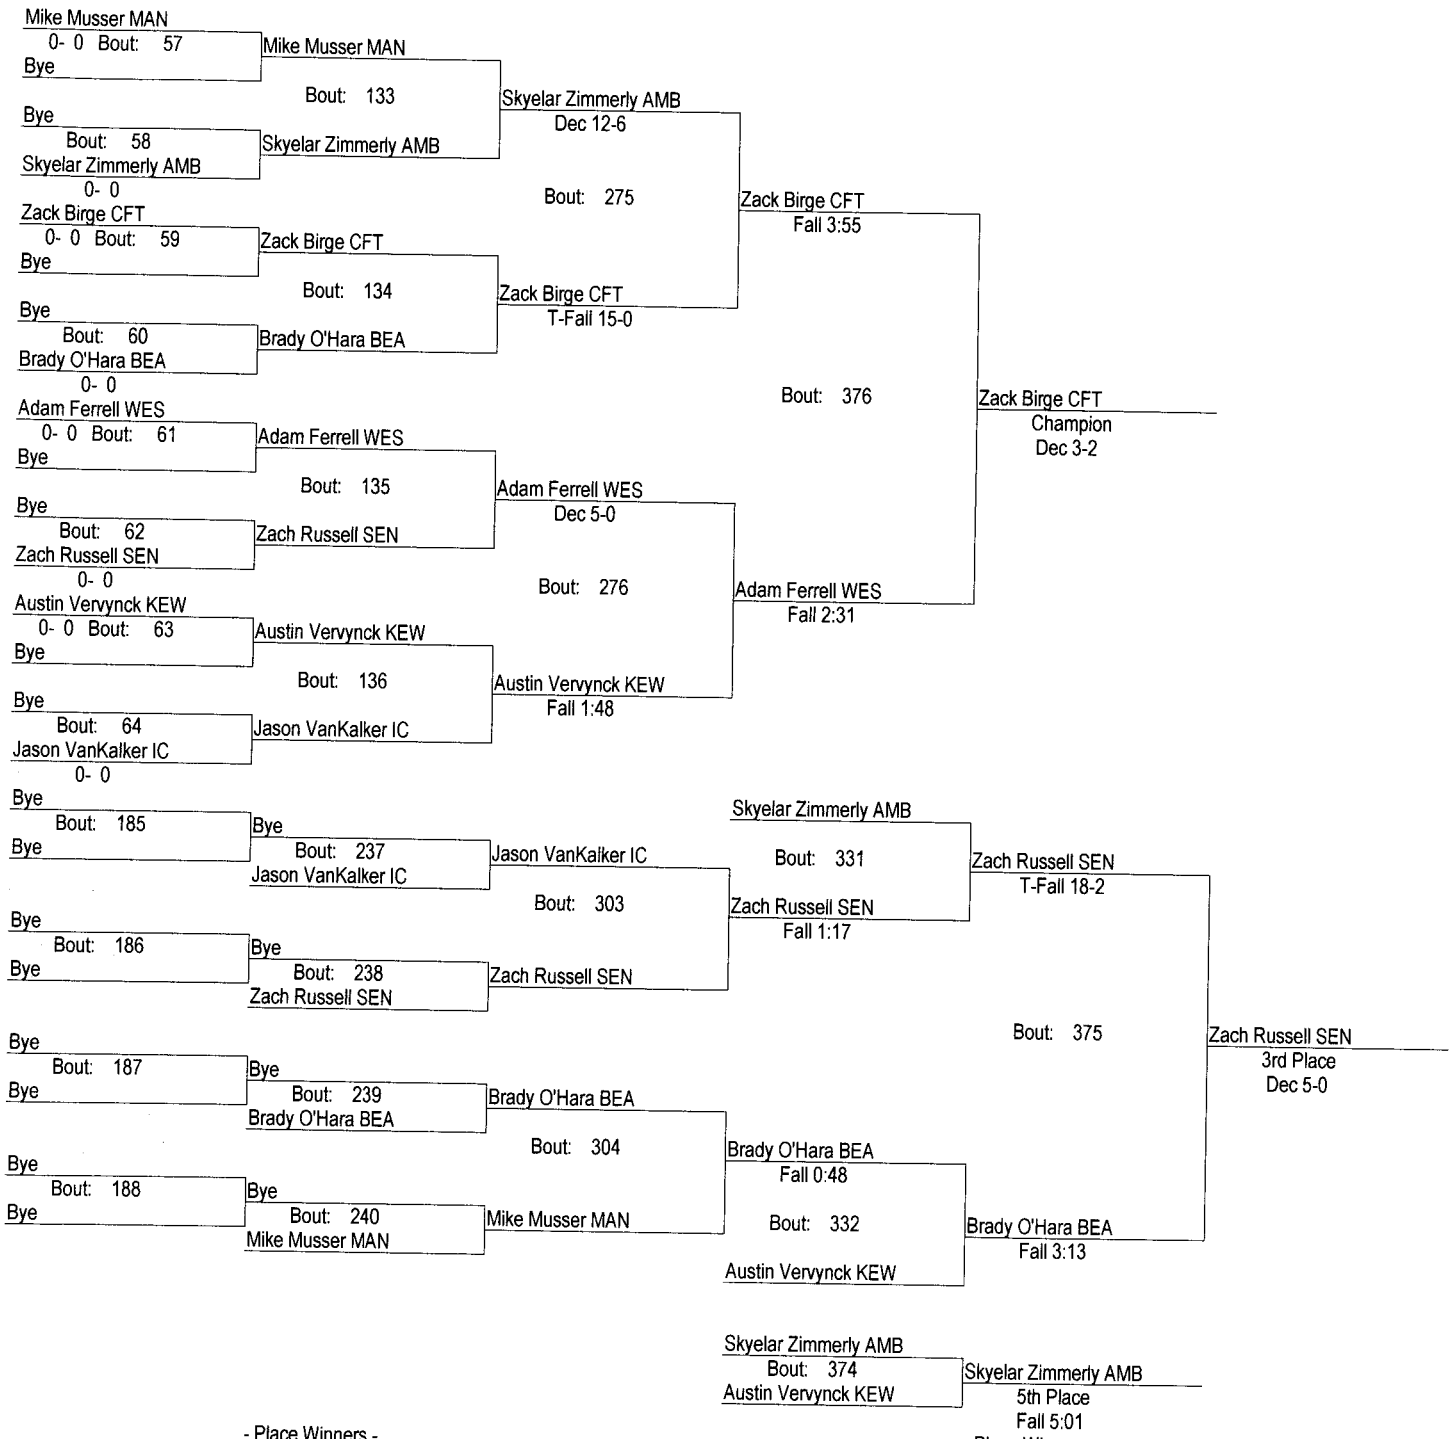 Mike Musser MAN
0- 0 Bout: 57
Bye
Mike Musser MAN
Bout: 133
Bye
Bout: 58
Skyelar Zimmerly AMB
0- 0
Skyelar Zimmerly AMB
Skyelar Zimmerly AMB
Dec 12-6
Bout: 275
Zack Birge CFT
0- 0 Bout: 59
Bye
Zack Birge CFT
Bout: 134
Bye
Bout: 60
Brady O'Hara BEA
0- 0
Brady O'Hara BEA
Zack Birge CFT
T-Fall 15-0
Zack Birge CFT
Fall 3:55
Bout: 376
Zack Birge CFT
Champion
Dec 3-2
Adam Ferrell WES
0- 0 Bout: 61
Bye
Adam Ferrell WES
Bout: 135
Bye
Bout: 62
Zach Russell SEN
0- 0
Zach Russell SEN
Adam Ferrell WES
Dec 5-0
Bout: 276
Adam Ferrell WES
Fall 2:31
Austin Vervynck KEW
0- 0 Bout: 63
Bye
Austin Vervynck KEW
Bout: 136
Bye
Bout: 64
Jason VanKalker IC
0- 0
Jason VanKalker IC
Austin Vervynck KEW
Fall 1:48
Bye
Bout: 185
Bye
Bye
Bout: 237
Jason VanKalker IC
Jason VanKalker IC
Bout: 303
Bye
Bout: 186
Bye
Bye
Bout: 238
Zach Russell SEN
Zach Russell SEN
Skyelar Zimmerly AMB
Bout: 331
Zach Russell SEN
Fall 1:17
Zach Russell SEN
T-Fall 18-2
Bout: 375
Zach Russell SEN
3rd Place
Dec 5-0
Bye
Bout: 187
Bye
Bye
Bout: 239
Brady O'Hara BEA
Brady O'Hara BEA
Bout: 304
Bye
Bout: 188
Bye
Bye
Bout: 240
Mike Musser MAN
Mike Musser MAN
Brady O'Hara BEA
Fall 0:48
Bout: 332
Austin Vervynck KEW
Brady O'Hara BEA
Fall 3:13
Skyelar Zimmerly AMB
Bout: 374
Austin Vervynck KEW
Skyelar Zimmerly AMB
5th Place
Fall 5:01
- Place Winners -